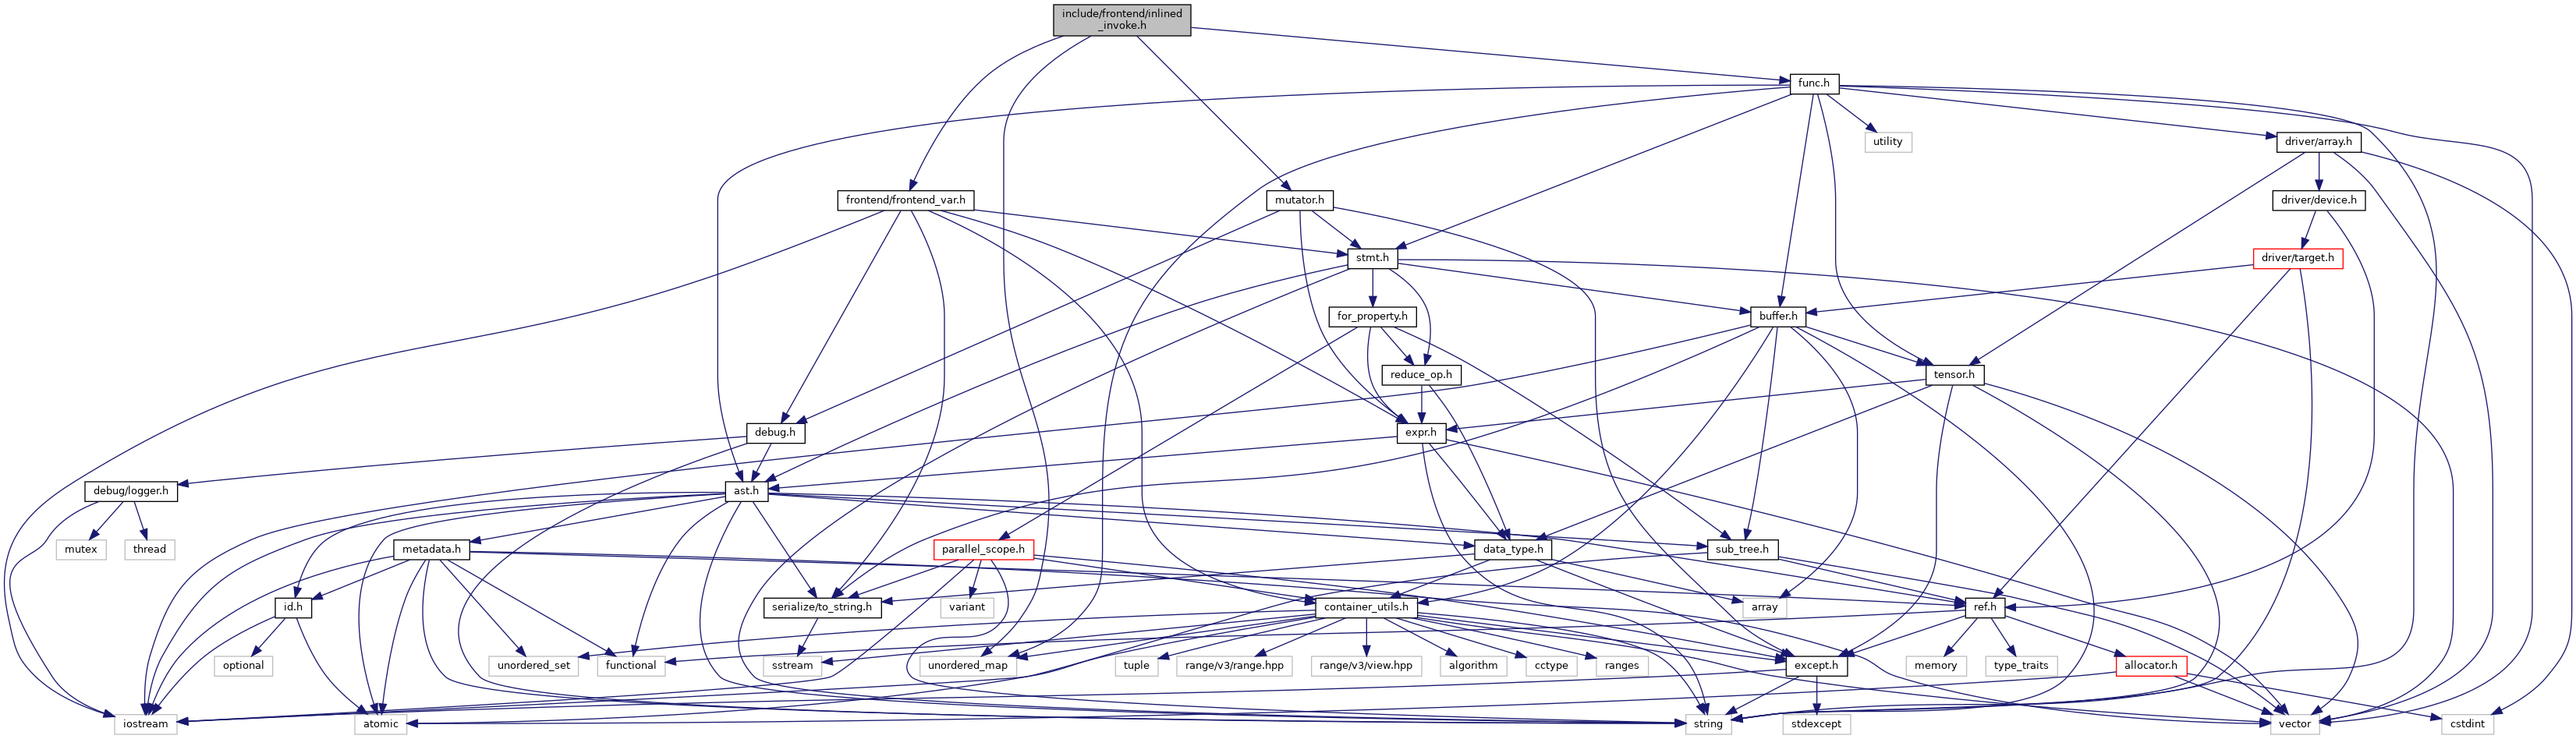 include/frontend/inlined
_invoke.h
func.h
utility
driver/array.h
frontend/frontend_var.h
mutator.h
driver/device.h
stmt.h
driver/target.h
for_property.h
buffer.h
reduce_op.h
tensor.h
debug.h
expr.h
debug/logger.h
ast.h
mutex
thread
metadata.h
parallel_scope.h
data_type.h
sub_tree.h
id.h
serialize/to_string.h
variant
container_utils.h
array
ref.h
optional
unordered_set
functional
sstream
unordered_map
tuple
range/v3/range.hpp
range/v3/view.hpp
algorithm
cctype
ranges
except.h
memory
type_traits
allocator.h
iostream
atomic
string
stdexcept
vector
cstdint